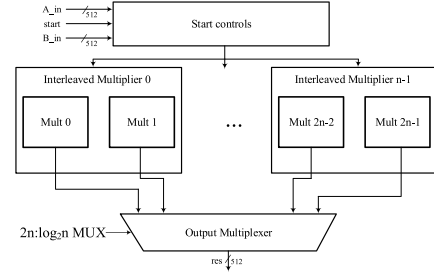 A_in
512
start
Start controls
B_in
512
Interleaved Multiplier 0
Interleaved Multiplier n-1
Mult 0
Mult 1
...
Mult 2n-2
Mult 2n-1
2n:log₂n MUX
Output Multiplexer
res
512